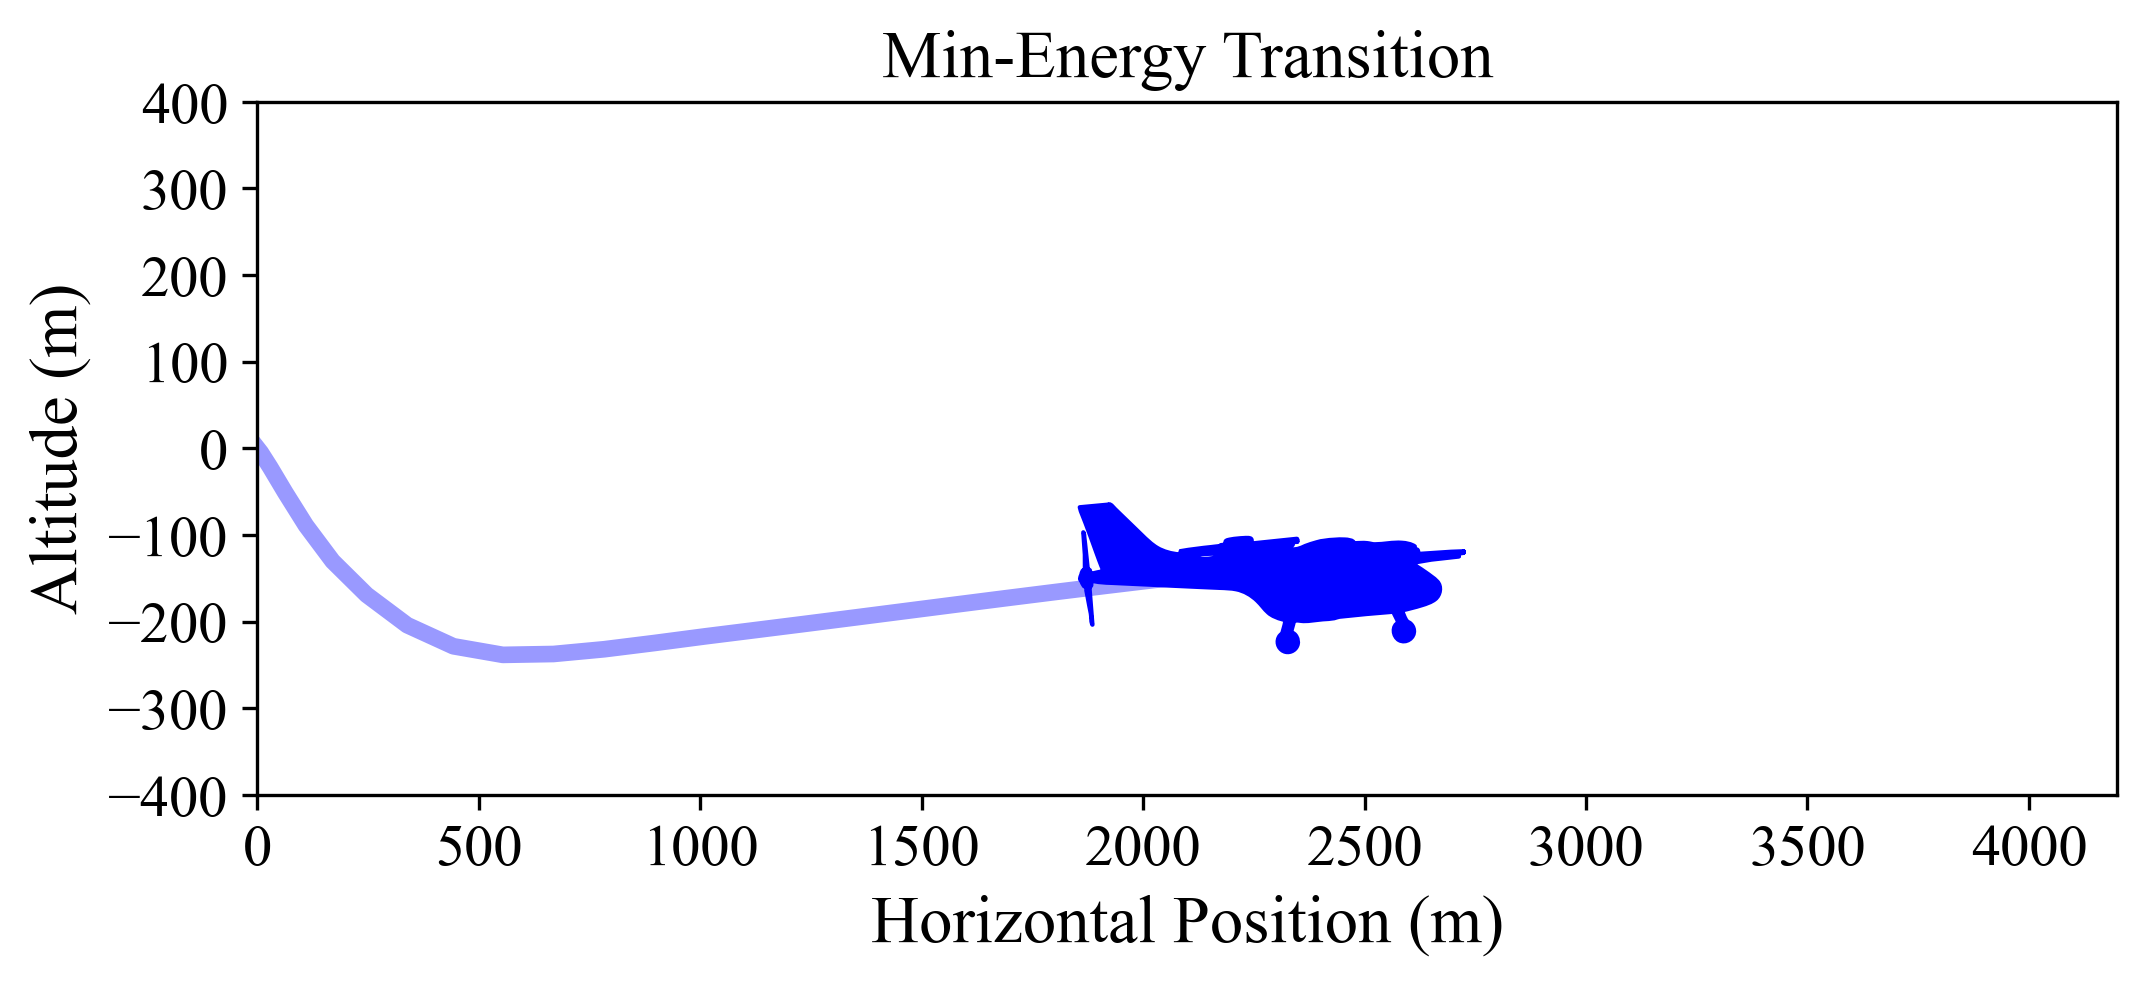 Min-Energy Transition
400
300
200
100
0
−100
−200
−300
−400
Altitude (m)
0 500 1000 1500 2000 2500 3000 3500 4000
Horizontal Position (m)